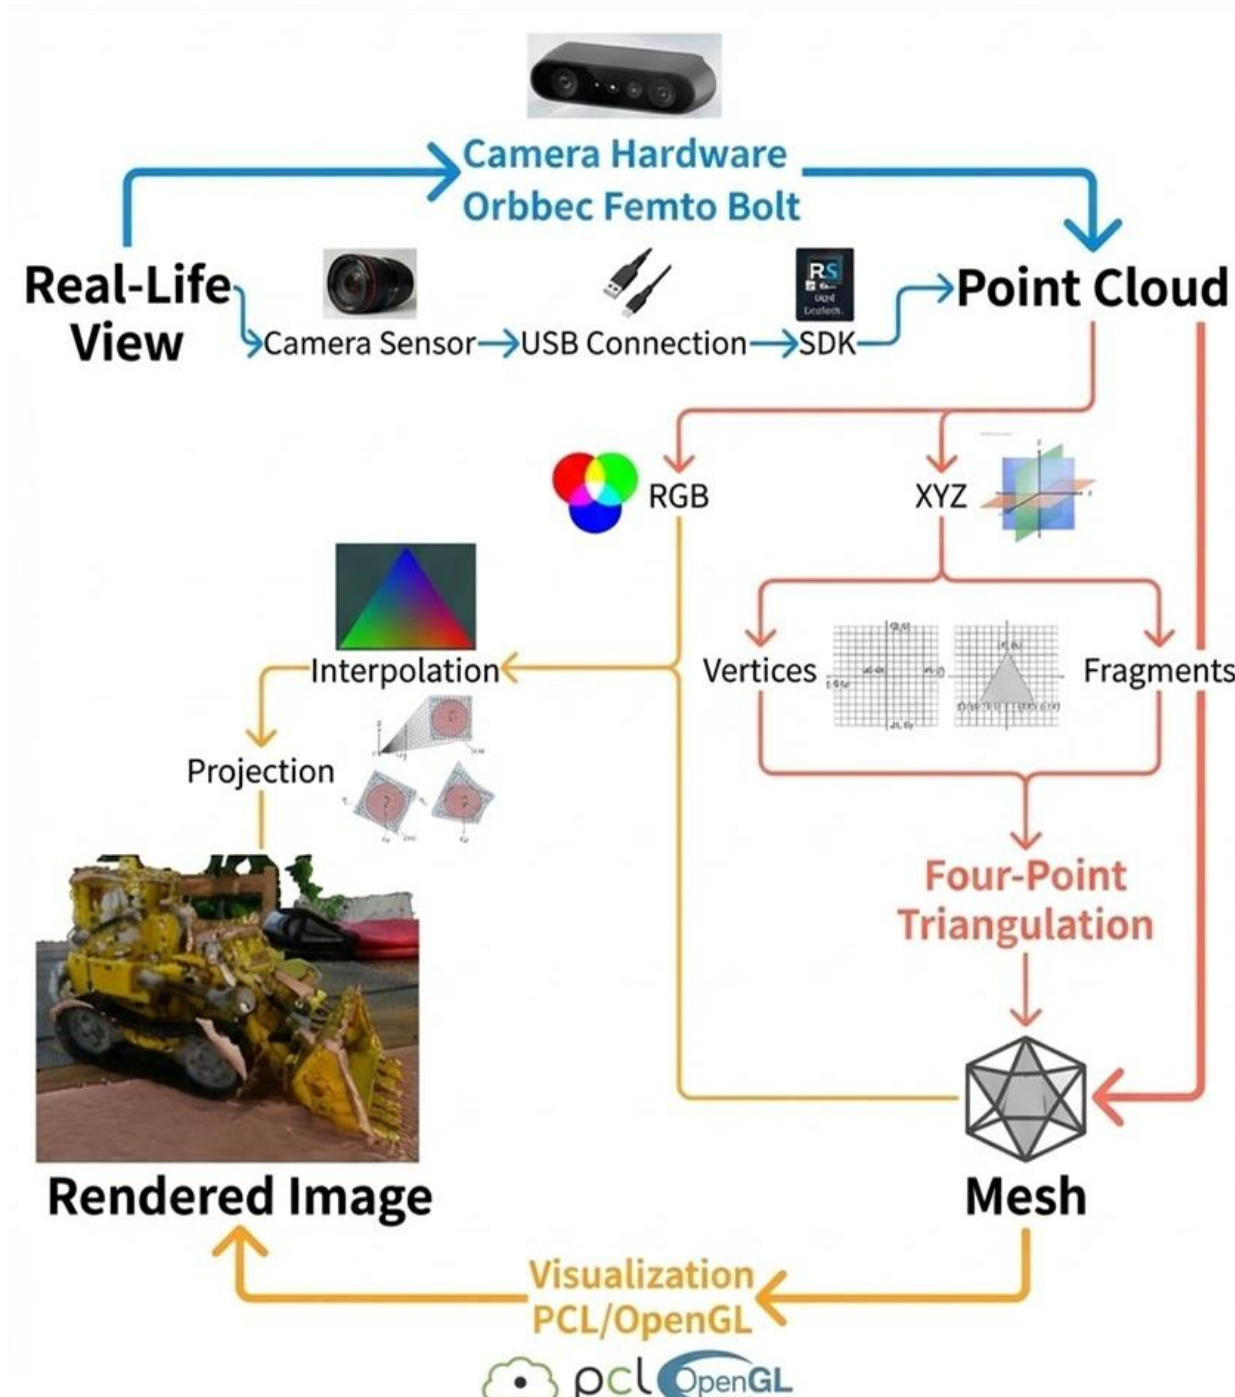 Camera Hardware
Orbbec Femto Bolt
Real-Life
View
Point Cloud
RS
Camera Sensor
USB Connection
SDK
RGB
XYZ
Interpolation
Vertices
Fragments
Projection
Four-Point
Triangulation
Rendered Image
Mesh
Visualization
PCL/OpenGL
pcl
OpenGL